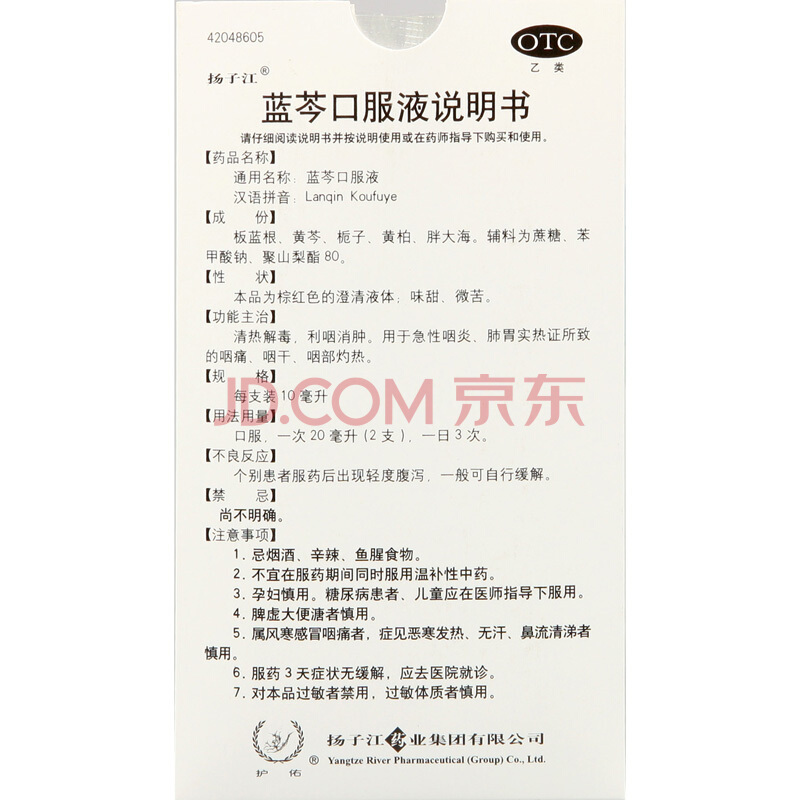 42048605
OTC
乙类
扬子江®
蓝芩口服液说明书
请仔细阅读说明书并按说明使用或在药师指导下购买和使用。
【药品名称】
通用名称：蓝芩口服液
汉语拼音：Lanqin Koufuye
【成　　份】
板蓝根、黄芩、栀子、黄柏、胖大海。辅料为蔗糖、苯
甲酸钠、聚山梨酯80。
【性　　状】
本品为棕红色的澄清液体；味甜、微苦。
【功能主治】
清热解毒，利咽消肿。用于急性咽炎、肺胃实热证所致
的咽痛、咽干、咽部灼热。
【规　　格】
每支装10毫升
JD.COM 京东
【用法用量】
口服，一次20毫升(2支)，一日3次。
【不良反应】
个别患者服药后出现轻度腹泻，一般可自行缓解。
【禁　　忌】
尚不明确。
【注意事项】
1. 忌烟酒、辛辣、鱼腥食物。
2. 不宜在服药期间同时服用温补性中药。
3. 孕妇慎用。糖尿病患者、儿童应在医师指导下服用。
4. 脾虚大便溏者慎用。
5. 属风寒感冒咽痛者，症见恶寒发热、无汗、鼻流清涕者
慎用。
6. 服药3天症状无缓解，应去医院就诊。
7. 对本品过敏者禁用，过敏体质者慎用。
护佑®
扬子江药业集团有限公司
Yangtze River Pharmaceutical (Group) Co., Ltd.